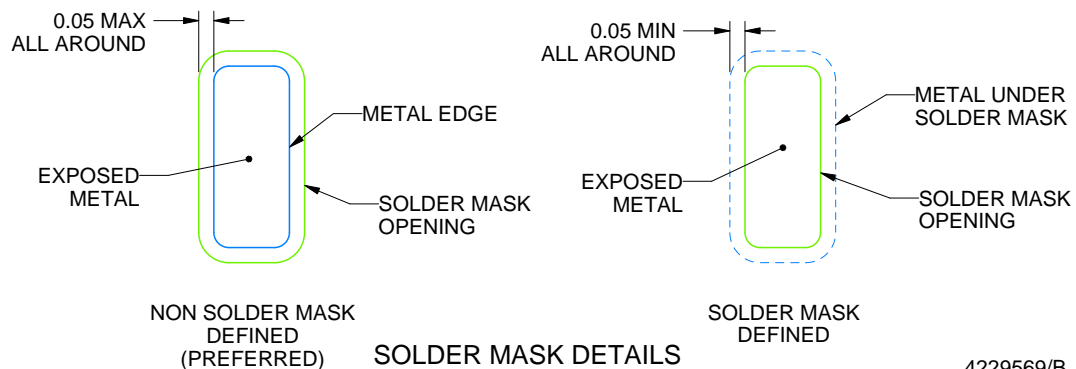 0.05 MAX
ALL AROUND
METAL EDGE
EXPOSED
METAL
SOLDER MASK
OPENING
NON SOLDER MASK
DEFINED
(PREFERRED)
0.05 MIN
ALL AROUND
METAL UNDER
SOLDER MASK
EXPOSED
METAL
SOLDER MASK
OPENING
SOLDER MASK
DEFINED
SOLDER MASK DETAILS
4229569/B